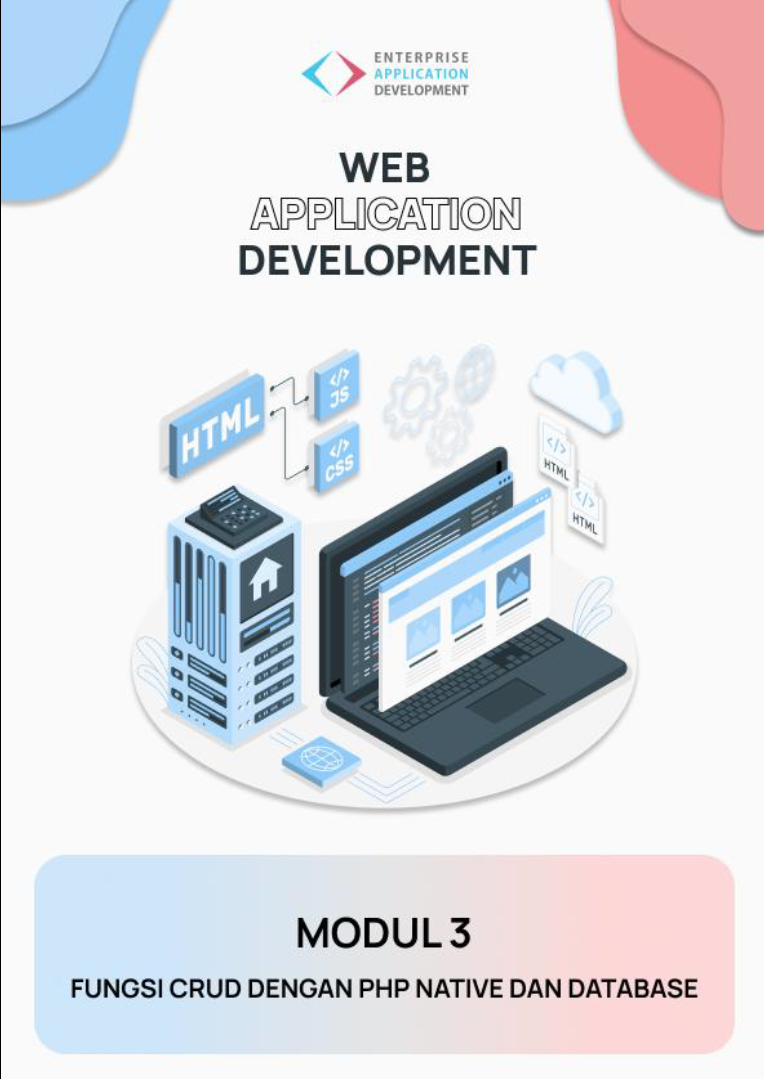 ENTERPRISE
APPLICATION
DEVELOPMENT
WEB
APPLICATION
DEVELOPMENT
HTML
</>
JS
</>
CSS
</>
HTML
</>
HTML
MODUL 3
FUNGSI CRUD DENGAN PHP NATIVE DAN DATABASE